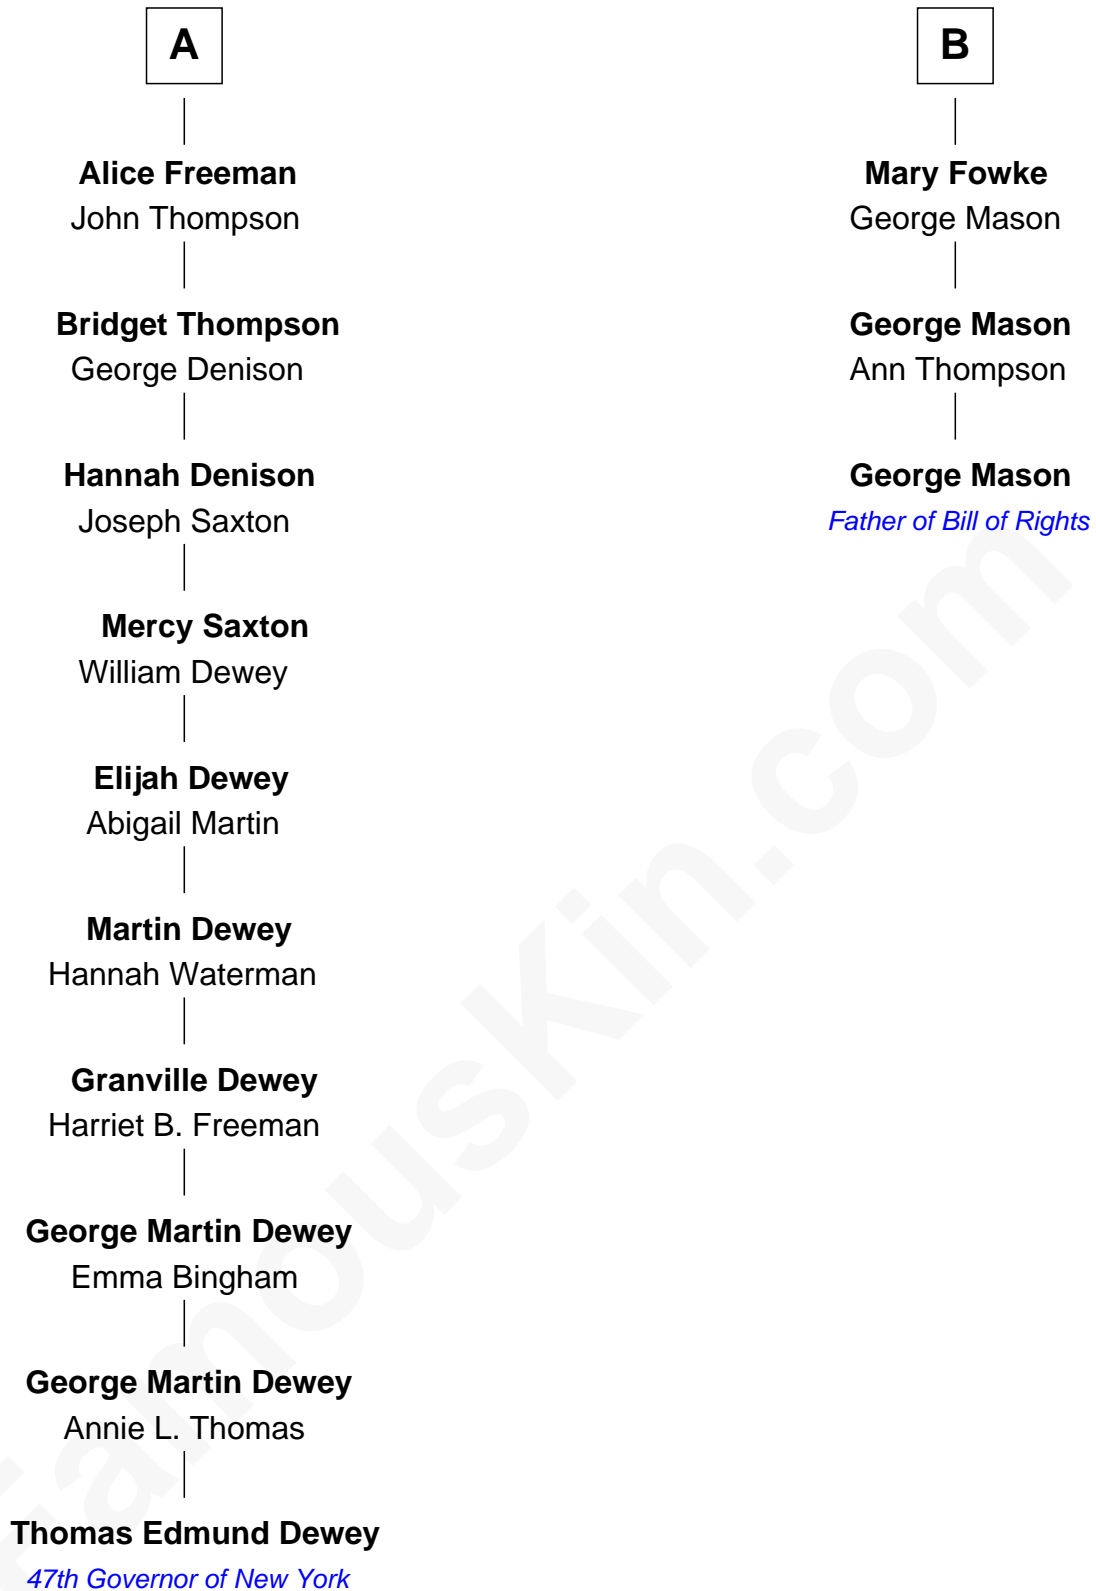 A
Alice Freeman
John Thompson
Bridget Thompson
George Denison
Hannah Denison
Joseph Saxton
Mercy Saxton
William Dewey
Elijah Dewey
Abigail Martin
Martin Dewey
Hannah Waterman
Granville Dewey
Harriet B. Freeman
George Martin Dewey
Emma Bingham
George Martin Dewey
Annie L. Thomas
Thomas Edmund Dewey
47th Governor of New York
B
Mary Fowke
George Mason
George Mason
Ann Thompson
George Mason
Father of Bill of Rights
FamousKin.com